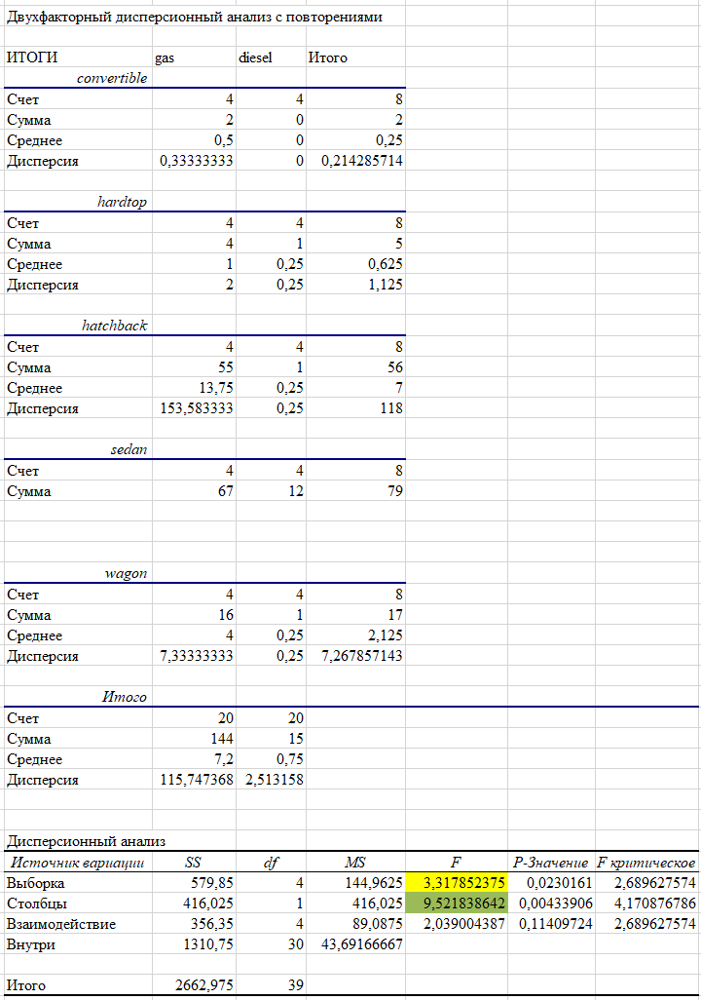 Двухфакторный дисперсионный анализ с повторениями
ИТОГИ gas diesel Итого
convertible
Счет 4 4 8
Сумма 2 0 2
Среднее 0,5 0 0,25
Дисперсия 0,33333333 0 0,214285714
hardtop
Счет 4 4 8
Сумма 4 1 5
Среднее 1 0,25 0,625
Дисперсия 2 0,25 1,125
hatchback
Счет 4 4 8
Сумма 55 1 56
Среднее 13,75 0,25 7
Дисперсия 153,583333 0,25 118
sedan
Счет 4 4 8
Сумма 67 12 79
wagon
Счет 4 4 8
Сумма 16 1 17
Среднее 4 0,25 2,125
Дисперсия 7,33333333 0,25 7,267857143
Итого
Счет 20 20
Сумма 144 15
Среднее 7,2 0,75
Дисперсия 115,747368 2,513158
Дисперсионный анализ
Источник вариации SS df MS F P-Значение F критическое
Выборка 579,85 4 144,9625 3,317852375 0,0230161 2,689627574
Столбцы 416,025 1 416,025 9,521838642 0,00433906 4,170876786
Взаимодействие 356,35 4 89,0875 2,039004387 0,11409724 2,689627574
Внутри 1310,75 30 43,69166667
Итого 2662,975 39